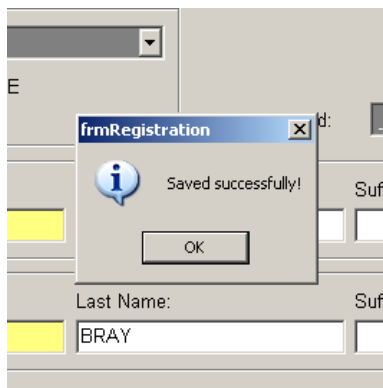 E
frmRegistration
d:
Saved successfully!
Suf
OK
Last Name:
Suf
BRAY